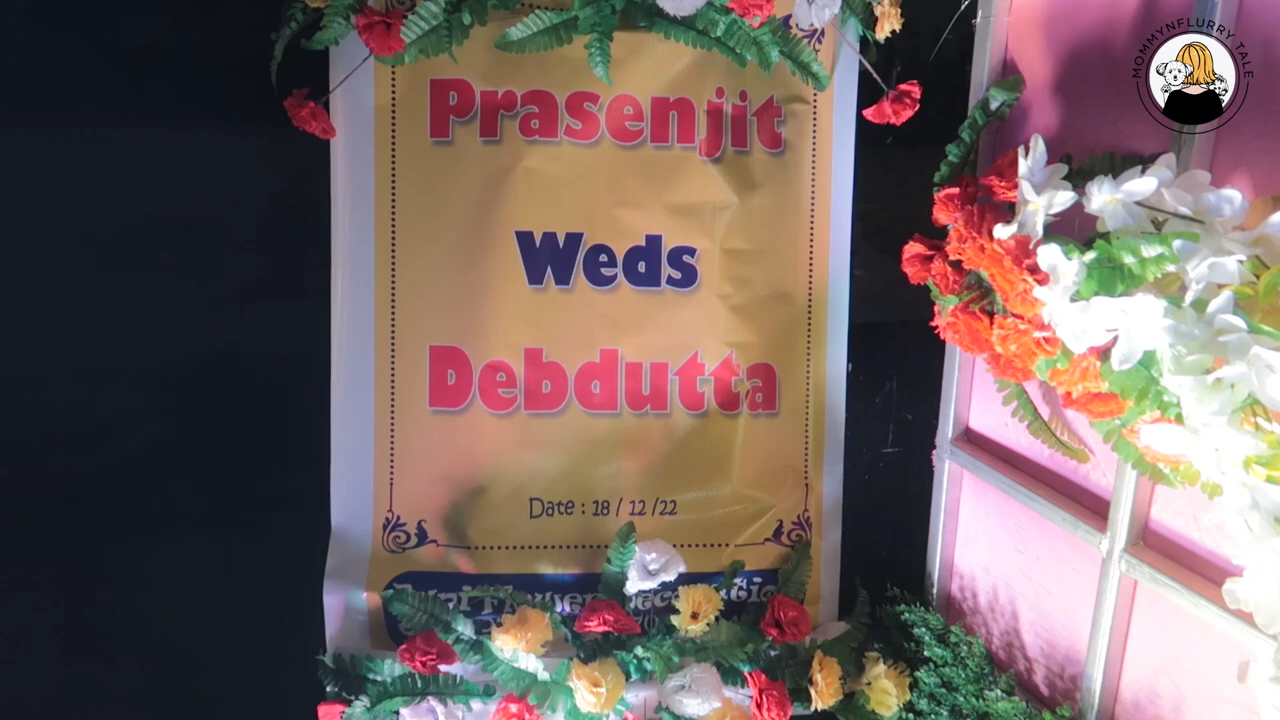 Prasenjit
Weds
Debdutta
Date : 18 / 12 /22
MOMMYNFLURRY TALE